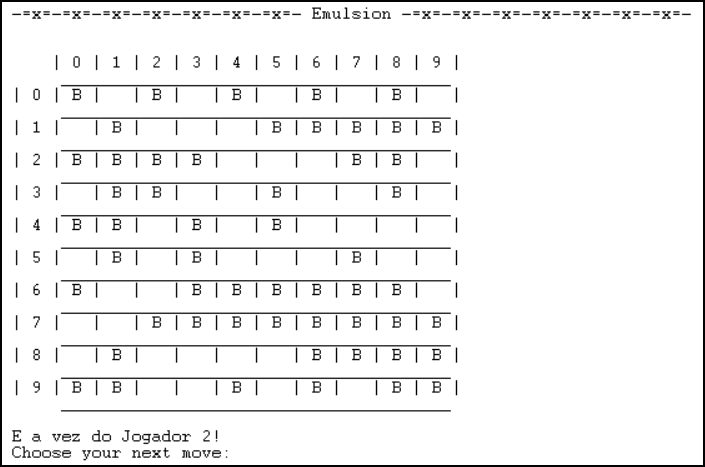 -=x=-=x=-=x=-=x=-=x=-=x=-=x=- Emulsion -=x=-=x=-=x=-=x=-=x=-=x=-=x=-
| 0 | 1 | 2 | 3 | 4 | 5 | 6 | 7 | 8 | 9 |
| 0 | B |   | B |   | B |   | B |   | B |   |
| 1 |   | B |   |   |   | B | B | B | B | B |
| 2 | B | B | B | B |   |   |   | B | B |   |
| 3 |   | B | B |   |   | B |   |   | B |   |
| 4 | B | B |   | B |   | B |   |   |   |   |
| 5 |   | B |   | B |   |   |   | B |   |   |
| 6 | B |   |   | B | B | B | B | B | B |   |
| 7 |   |   | B | B | B | B | B | B | B | B |
| 8 |   | B |   |   |   |   | B | B | B | B |
| 9 | B | B |   |   | B |   | B |   | B | B |
E a vez do Jogador 2!
Choose your next move: